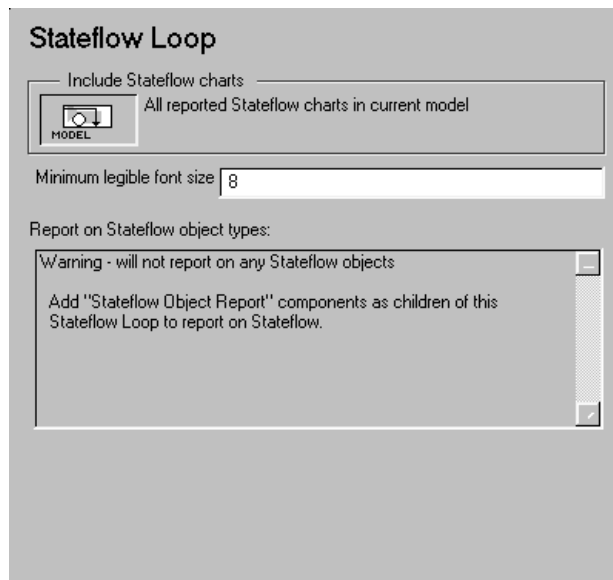 Stateflow Loop
Include Stateflow charts
All reported Stateflow charts in current model
MODEL
Minimum legible font size 8
Report on Stateflow object types:
Warning - will not report on any Stateflow objects
Add "Stateflow Object Report" components as children of this
Stateflow Loop to report on Stateflow.